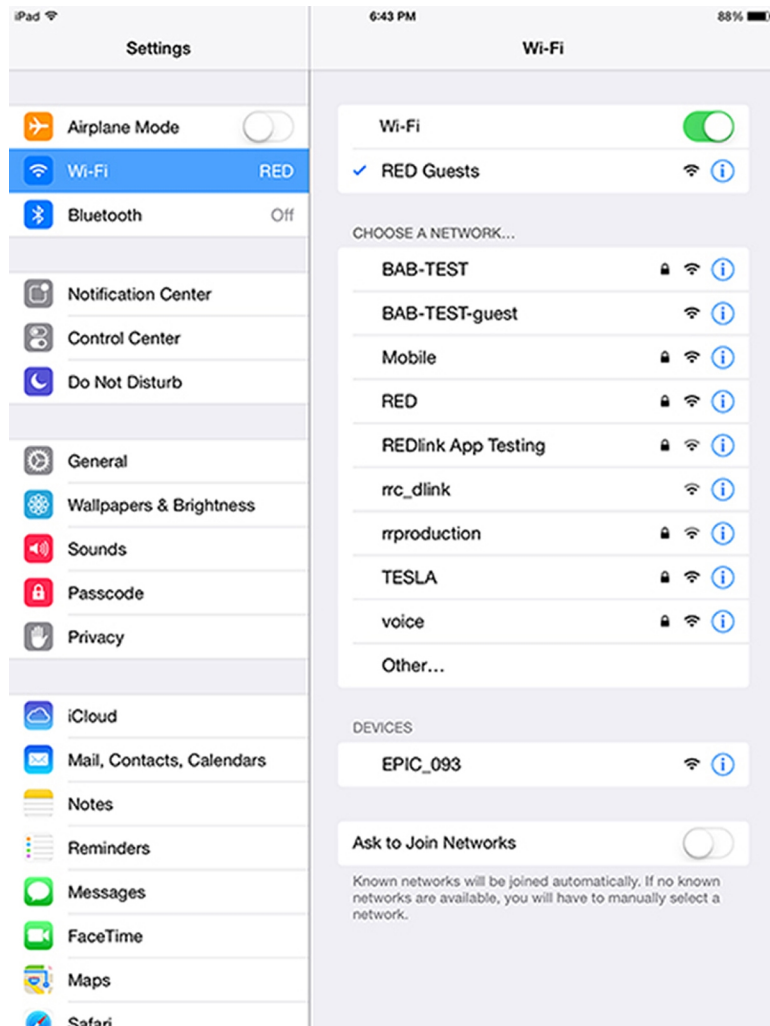 iPad
6:43 PM
88%
Settings
Airplane Mode
Wi-Fi RED
Bluetooth Off
Notification Center
Control Center
Do Not Disturb
General
Wallpapers & Brightness
Sounds
Passcode
Privacy
iCloud
Mail, Contacts, Calendars
Notes
Reminders
Messages
FaceTime
Maps
Safari
Wi-Fi
Wi-Fi
RED Guests
CHOOSE A NETWORK...
BAB-TEST
BAB-TEST-guest
Mobile
RED
REDlink App Testing
rrc_dlink
rrproduction
TESLA
voice
Other...
DEVICES
EPIC_093
Ask to Join Networks
Known networks will be joined automatically. If no known
networks are available, you will have to manually select a
network.